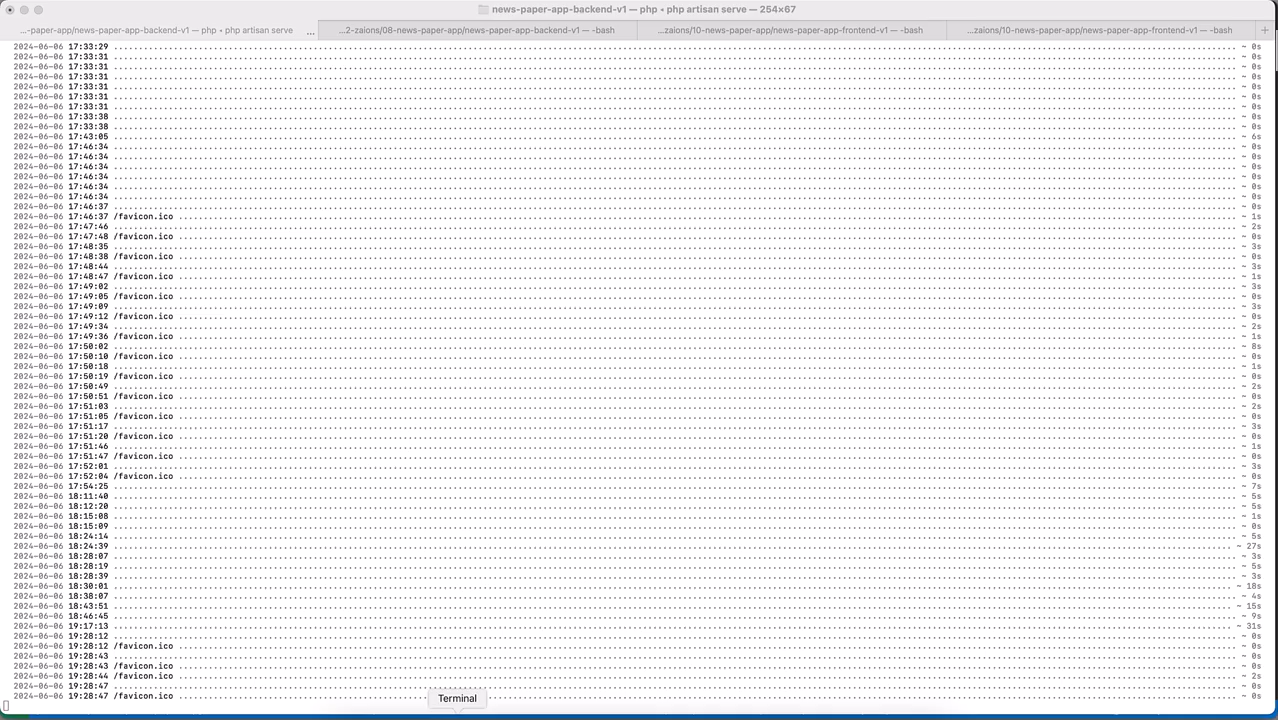 news-paper-app-backend-v1 — php ◂ php artisan serve — 254×67
...-paper-app/news-paper-app-backend-v1 — php ◂ php artisan serve ... ...2-zaions/08-news-paper-app/news-paper-app-backend-v1 — -bash ...zaions/10-news-paper-app/news-paper-app-frontend-v1 — -bash ...zaions/10-news-paper-app/news-paper-app-frontend-v1 — -bash +
2024-06-06 17:33:29 .......... ~ 0s
2024-06-06 17:33:31 .......... ~ 0s
2024-06-06 17:33:31 .......... ~ 0s
2024-06-06 17:33:31 .......... ~ 0s
2024-06-06 17:33:31 .......... ~ 0s
2024-06-06 17:33:31 .......... ~ 0s
2024-06-06 17:33:31 .......... ~ 0s
2024-06-06 17:33:38 .......... ~ 0s
2024-06-06 17:33:38 .......... ~ 0s
2024-06-06 17:43:05 .......... ~ 6s
2024-06-06 17:46:34 .......... ~ 0s
2024-06-06 17:46:34 .......... ~ 0s
2024-06-06 17:46:34 .......... ~ 0s
2024-06-06 17:46:34 .......... ~ 0s
2024-06-06 17:46:34 .......... ~ 0s
2024-06-06 17:46:34 .......... ~ 0s
2024-06-06 17:46:37 .......... ~ 0s
2024-06-06 17:46:37 /favicon.ico .......... ~ 1s
2024-06-06 17:47:46 .......... ~ 2s
2024-06-06 17:47:48 /favicon.ico .......... ~ 0s
2024-06-06 17:48:35 .......... ~ 3s
2024-06-06 17:48:38 /favicon.ico .......... ~ 0s
2024-06-06 17:48:44 .......... ~ 3s
2024-06-06 17:48:47 /favicon.ico .......... ~ 1s
2024-06-06 17:49:02 .......... ~ 3s
2024-06-06 17:49:05 /favicon.ico .......... ~ 0s
2024-06-06 17:49:09 .......... ~ 3s
2024-06-06 17:49:12 /favicon.ico .......... ~ 0s
2024-06-06 17:49:34 .......... ~ 2s
2024-06-06 17:49:36 /favicon.ico .......... ~ 1s
2024-06-06 17:50:02 .......... ~ 8s
2024-06-06 17:50:10 /favicon.ico .......... ~ 0s
2024-06-06 17:50:18 .......... ~ 1s
2024-06-06 17:50:19 /favicon.ico .......... ~ 0s
2024-06-06 17:50:49 .......... ~ 2s
2024-06-06 17:50:51 /favicon.ico .......... ~ 0s
2024-06-06 17:51:03 .......... ~ 2s
2024-06-06 17:51:05 /favicon.ico .......... ~ 0s
2024-06-06 17:51:17 .......... ~ 3s
2024-06-06 17:51:20 /favicon.ico .......... ~ 0s
2024-06-06 17:51:46 .......... ~ 1s
2024-06-06 17:51:47 /favicon.ico .......... ~ 0s
2024-06-06 17:52:01 .......... ~ 3s
2024-06-06 17:52:04 /favicon.ico .......... ~ 0s
2024-06-06 17:54:25 .......... ~ 7s
2024-06-06 18:11:40 .......... ~ 5s
2024-06-06 18:12:20 .......... ~ 5s
2024-06-06 18:15:08 .......... ~ 1s
2024-06-06 18:15:09 .......... ~ 0s
2024-06-06 18:24:14 .......... ~ 5s
2024-06-06 18:24:39 .......... ~ 27s
2024-06-06 18:28:07 .......... ~ 3s
2024-06-06 18:28:19 .......... ~ 5s
2024-06-06 18:28:39 .......... ~ 3s
2024-06-06 18:30:01 .......... ~ 18s
2024-06-06 18:38:07 .......... ~ 4s
2024-06-06 18:43:51 .......... ~ 15s
2024-06-06 18:46:45 .......... ~ 9s
2024-06-06 19:17:13 .......... ~ 31s
2024-06-06 19:28:12 .......... ~ 0s
2024-06-06 19:28:12 /favicon.ico .......... ~ 0s
2024-06-06 19:28:43 .......... ~ 0s
2024-06-06 19:28:43 /favicon.ico .......... ~ 0s
2024-06-06 19:28:44 /favicon.ico .......... ~ 2s
2024-06-06 19:28:47 .......... ~ 0s
2024-06-06 19:28:47 /favicon.ico .......... ~ 0s
Terminal